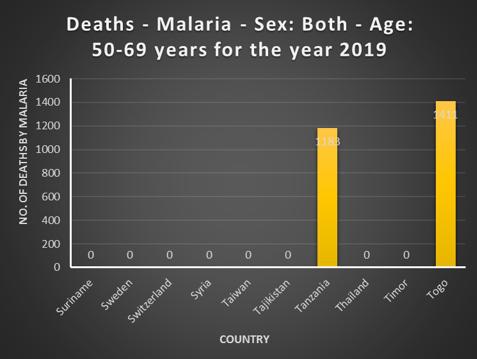 Deaths - Malaria - Sex: Both - Age:
50-69 years for the year 2019
NO. OF DEATHS BY MALARIA
1600
1400
1200
1000
800
600
400
200
0
0 0 0 0 0 0 1183 0 0 1411
Suriname Sweden Switzerland Syria Taiwan Tajikistan Tanzania Thailand Timor Togo
COUNTRY